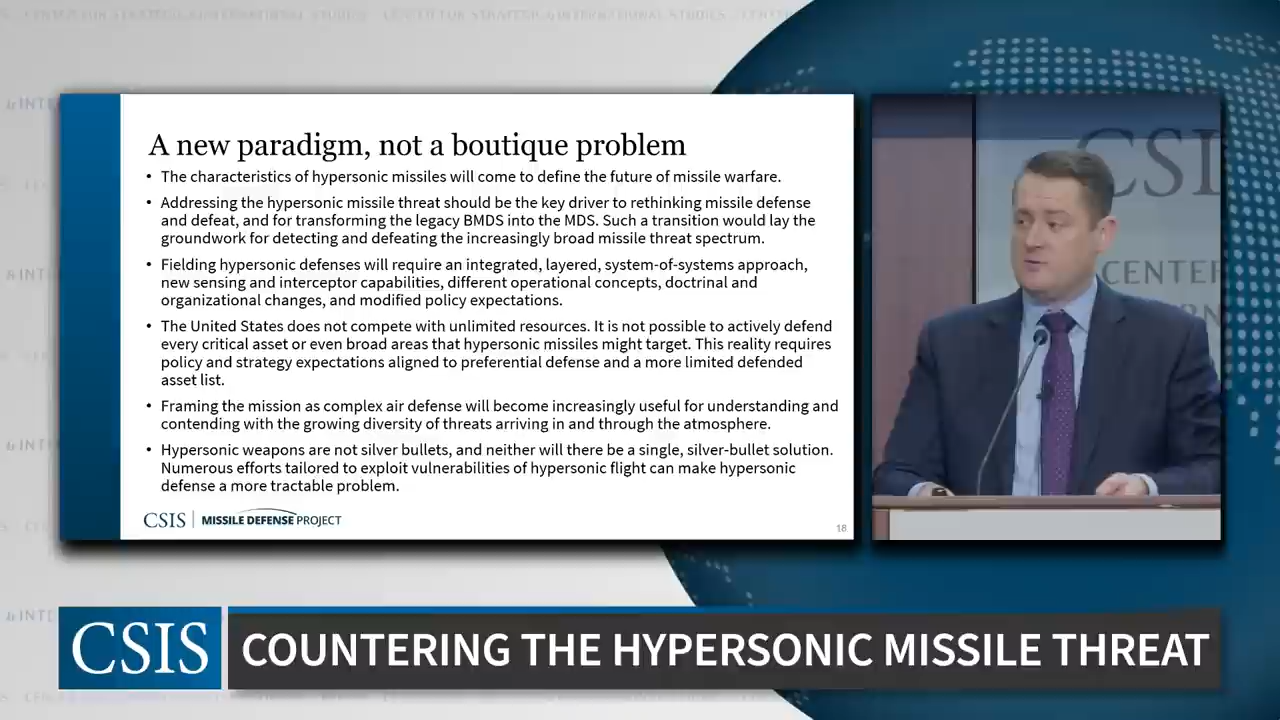 CENTER FOR STRATEGIC & INTERNATIONAL STUDIES
A new paradigm, not a boutique problem
• The characteristics of hypersonic missiles will come to define the future of missile warfare.
• Addressing the hypersonic missile threat should be the key driver to rethinking missile defense
and defeat, and for transforming the legacy BMDS into the MDS. Such a transition would lay the
groundwork for detecting and defeating the increasingly broad missile threat spectrum.
• Fielding hypersonic defenses will require an integrated, layered, system-of-systems approach,
new sensing and interceptor capabilities, different operational concepts, doctrinal and
organizational changes, and modified policy expectations.
• The United States does not compete with unlimited resources. It is not possible to actively defend
every critical asset or even broad areas that hypersonic missiles might target. This reality requires
policy and strategy expectations aligned to preferential defense and a more limited defended
asset list.
• Framing the mission as complex air defense will become increasingly useful for understanding and
contending with the growing diversity of threats arriving in and through the atmosphere.
• Hypersonic weapons are not silver bullets, and neither will there be a single, silver-bullet solution.
Numerous efforts tailored to exploit vulnerabilities of hypersonic flight can make hypersonic
defense a more tractable problem.
CSIS | MISSILE DEFENSE PROJECT
18
CSI
CENTER
ERN
CSIS COUNTERING THE HYPERSONIC MISSILE THREAT